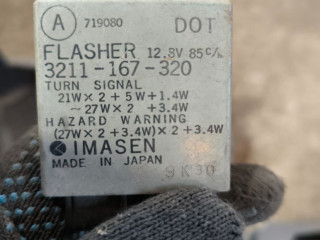 A 719080 DOT
FLASHER 12.8V 85c/
3211-167-320
TURN SIGNAL
21W×2+5W+1.4W
~27W×2 +3.4W
HAZARD WARNING
(27W×2+3.4W)×2+3.4W
IMASEN
MADE IN JAPAN
9K30